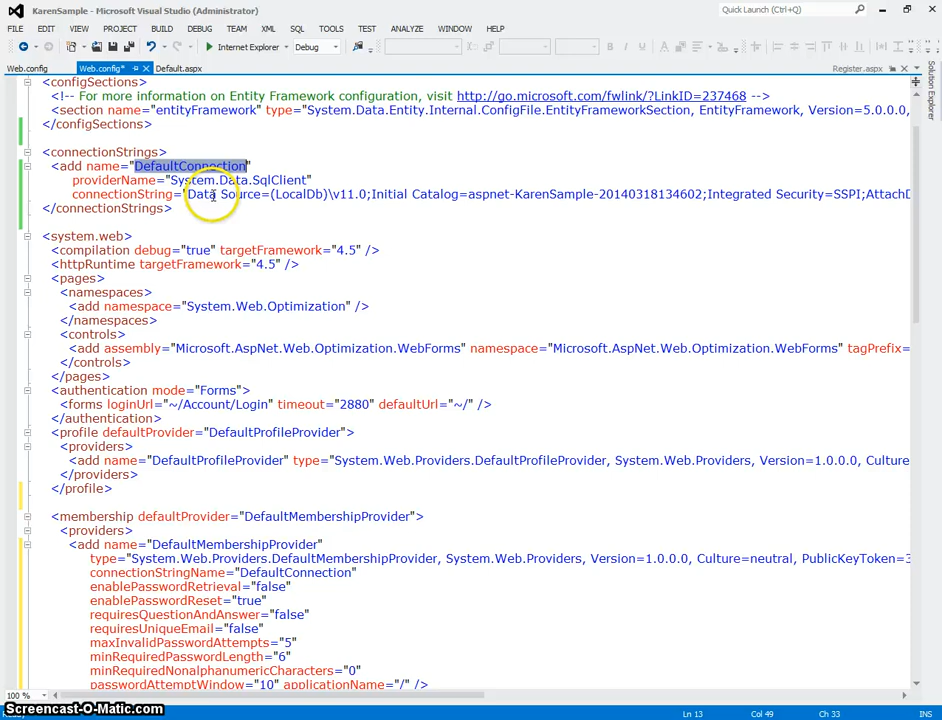 KarenSample - Microsoft Visual Studio (Administrator)
Quick Launch (Ctrl+Q)
FILE EDIT VIEW PROJECT BUILD DEBUG TEAM XML SQL TOOLS TEST ANALYZE WINDOW HELP
Internet Explorer Debug
Web.config Web.config* Default.aspx Register.aspx
Solution Explorer
<configSections>
<!-- For more information on Entity Framework configuration, visit http://go.microsoft.com/fwlink/?LinkID=237468 -->
<section name="entityFramework" type="System.Data.Entity.Internal.ConfigFile.EntityFrameworkSection, EntityFramework, Version=5.0.0.0,
</configSections>
<connectionStrings>
<add name="DefaultConnection"
providerName="System.Data.SqlClient"
connectionString="Data Source=(LocalDb)\v11.0;Initial Catalog=aspnet-KarenSample-20140318134602;Integrated Security=SSPI;AttachD
</connectionStrings>
<system.web>
<compilation debug="true" targetFramework="4.5" />
<httpRuntime targetFramework="4.5" />
<pages>
<namespaces>
<add namespace="System.Web.Optimization" />
</namespaces>
<controls>
<add assembly="Microsoft.AspNet.Web.Optimization.WebForms" namespace="Microsoft.AspNet.Web.Optimization.WebForms" tagPrefix=
</controls>
</pages>
<authentication mode="Forms">
<forms loginUrl="~/Account/Login" timeout="2880" defaultUrl="~/" />
</authentication>
<profile defaultProvider="DefaultProfileProvider">
<providers>
<add name="DefaultProfileProvider" type="System.Web.Providers.DefaultProfileProvider, System.Web.Providers, Version=1.0.0.0, Culture
</providers>
</profile>
<membership defaultProvider="DefaultMembershipProvider">
<providers>
<add name="DefaultMembershipProvider"
type="System.Web.Providers.DefaultMembershipProvider, System.Web.Providers, Version=1.0.0.0, Culture=neutral, PublicKeyToken=3
connectionStringName="DefaultConnection"
enablePasswordRetrieval="false"
enablePasswordReset="true"
requiresQuestionAndAnswer="false"
requiresUniqueEmail="false"
maxInvalidPasswordAttempts="5"
minRequiredPasswordLength="6"
minRequiredNonalphanumericCharacters="0"
passwordAttemptWindow="10" applicationName="/" />
100 %
Screencast-O-Matic.com
Ln 13 Col 49 Ch 33 INS